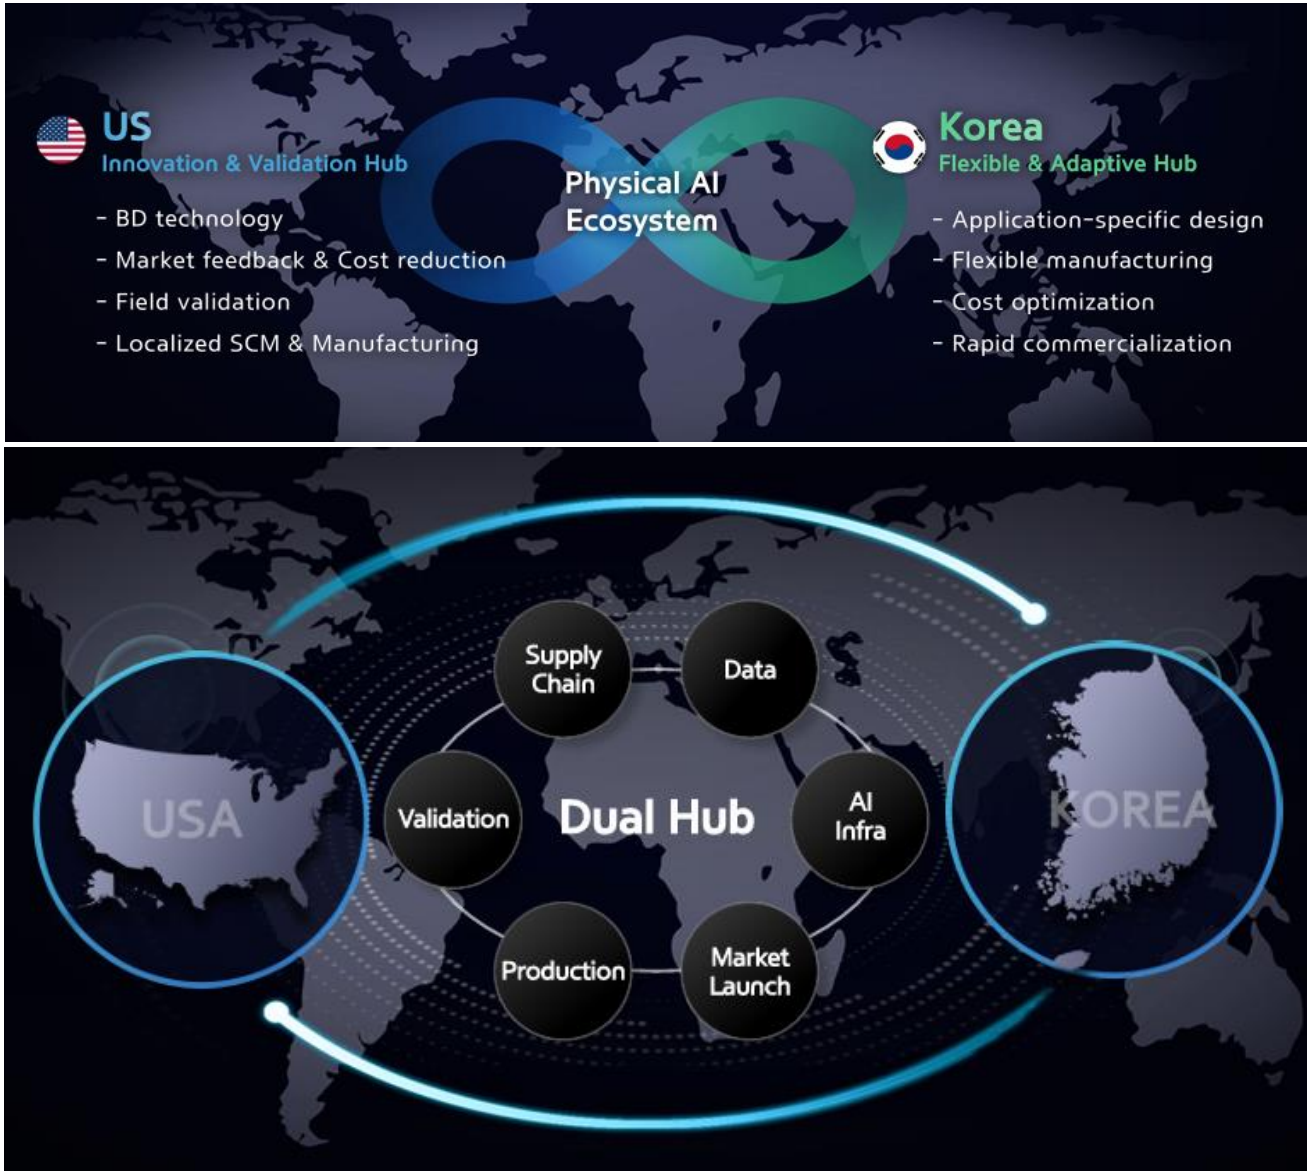 US
Innovation & Validation Hub
- BD technology
- Market feedback & Cost reduction
- Field validation
- Localized SCM & Manufacturing
Physical AI
Ecosystem
Korea
Flexible & Adaptive Hub
- Application-specific design
- Flexible manufacturing
- Cost optimization
- Rapid commercialization
Supply
Chain
Data
USA
Validation
Dual Hub
AI
Infra
KOREA
Production
Market
Launch